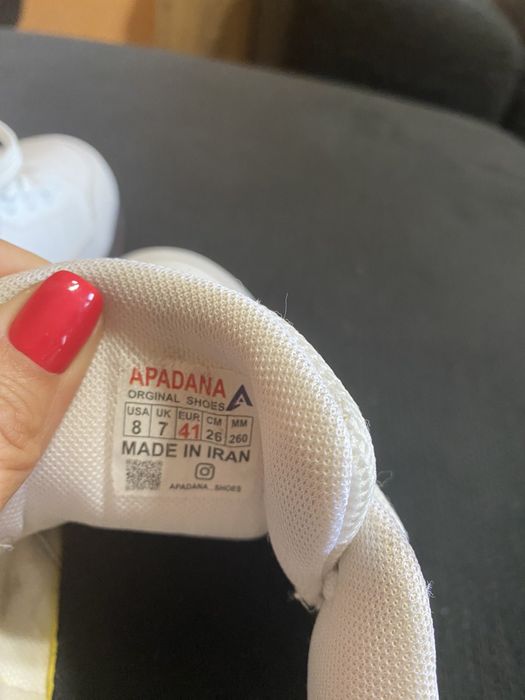 APADANA
ORGINAL SHOES
USA UK EUR CM MM
8 7 41 26 260
MADE IN IRAN
APADANA_SHOES